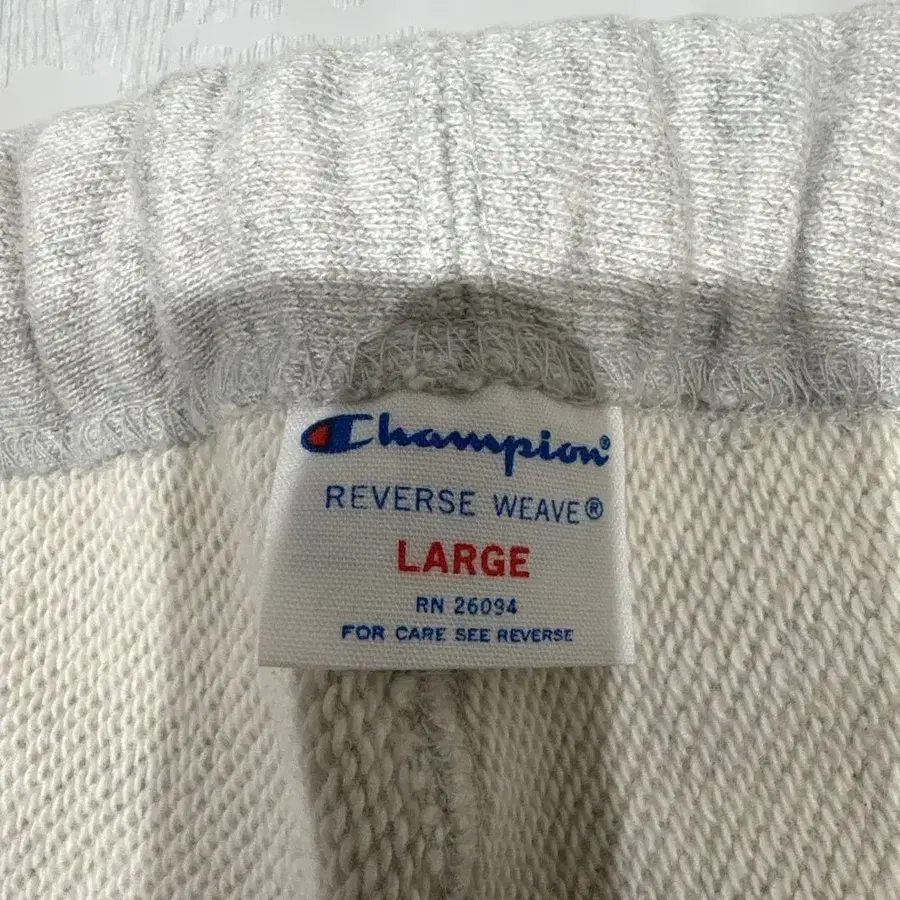 Champion®
REVERSE WEAVE®
LARGE
RN 26094
FOR CARE SEE REVERSE